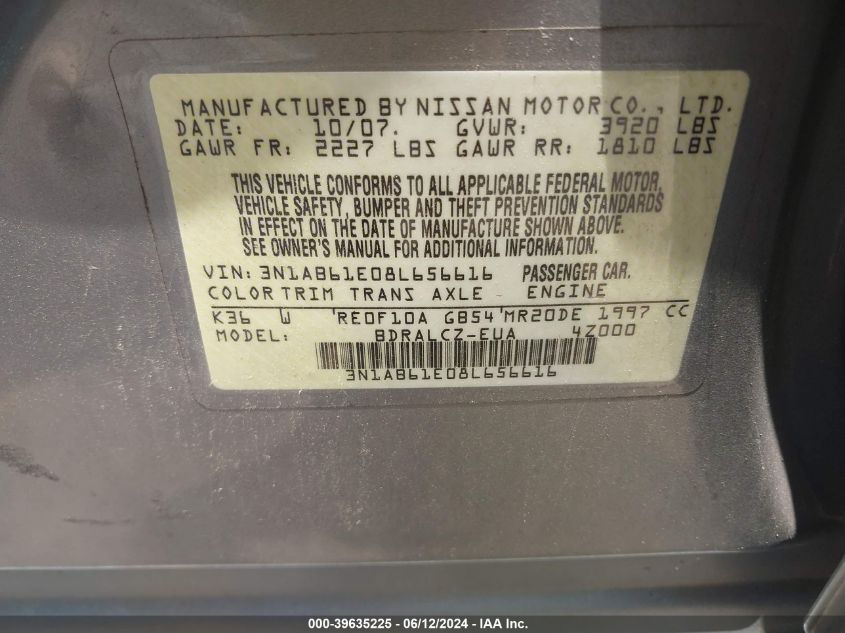 MANUFACTURED BY NISSAN MOTOR CO., LTD.
DATE: 10/07. GVWR: 3920 LBS
GAWR FR: 2227 LBS GAWR RR: 1810 LBS
THIS VEHICLE CONFORMS TO ALL APPLICABLE FEDERAL MOTOR
VEHICLE SAFETY, BUMPER AND THEFT PREVENTION STANDARDS
IN EFFECT ON THE DATE OF MANUFACTURE SHOWN ABOVE.
SEE OWNER'S MANUAL FOR ADDITIONAL INFORMATION.
VIN: 3N1AB61E08L656616 PASSENGER CAR.
COLOR TRIM TRANS AXLE ENGINE
K36 W RE0F10A GB54 MR20DE 1997 CC
MODEL: BDRALCZ-EUA 4Z000
3N1AB61E08L656616
000-39635225 - 06/12/2024 - IAA Inc.